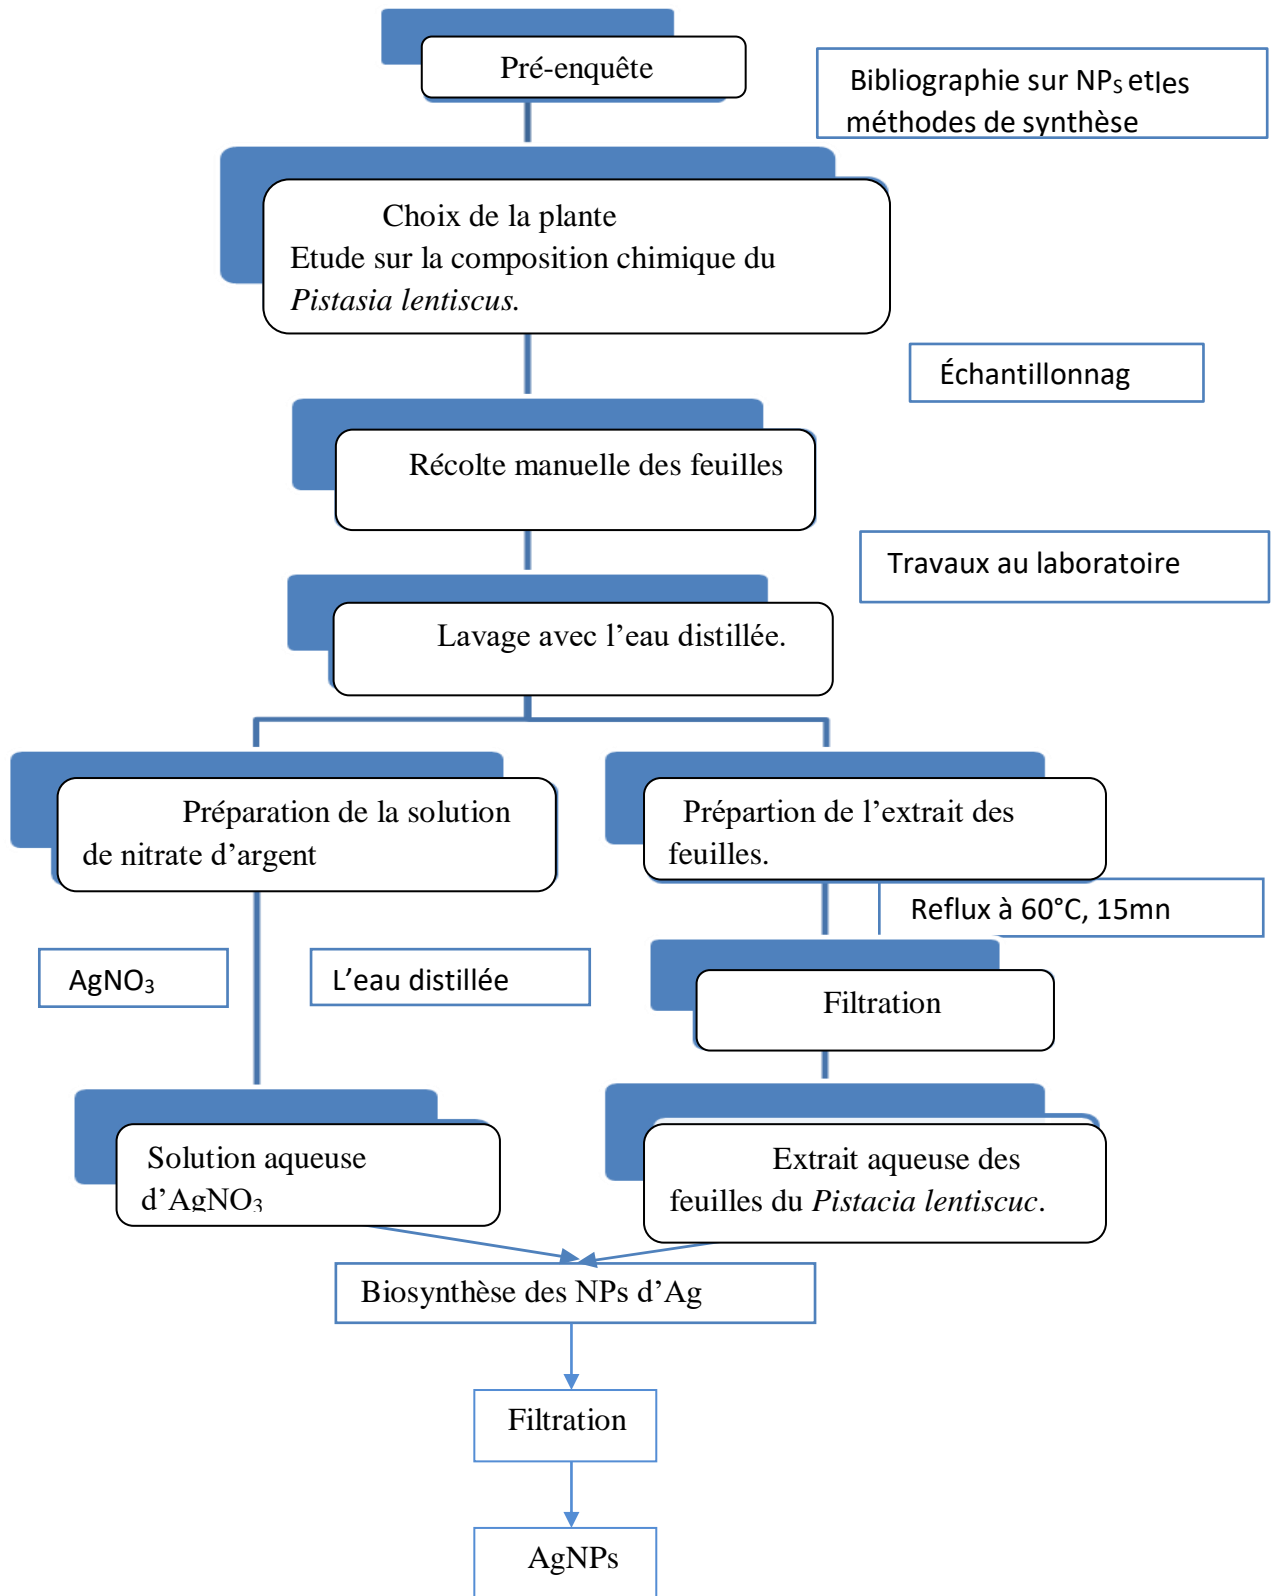 Pré-enquête
Bibliographie sur NPs et les
méthodes de synthèse
Choix de la plante
Etude sur la composition chimique du
Pistasia lentiscus.
Échantillonnag
Récolte manuelle des feuilles
Travaux au laboratoire
Lavage avec l’eau distillée.
Préparation de la solution
de nitrate d’argent
Prépartion de l’extrait des
feuilles.
Reflux à 60°C, 15mn
AgNO₃
L’eau distillée
Filtration
Solution aqueuse
d’AgNO₃
Extrait aqueuse des
feuilles du Pistacia lentiscuc.
Biosynthèse des NPs d’Ag
Filtration
AgNPs